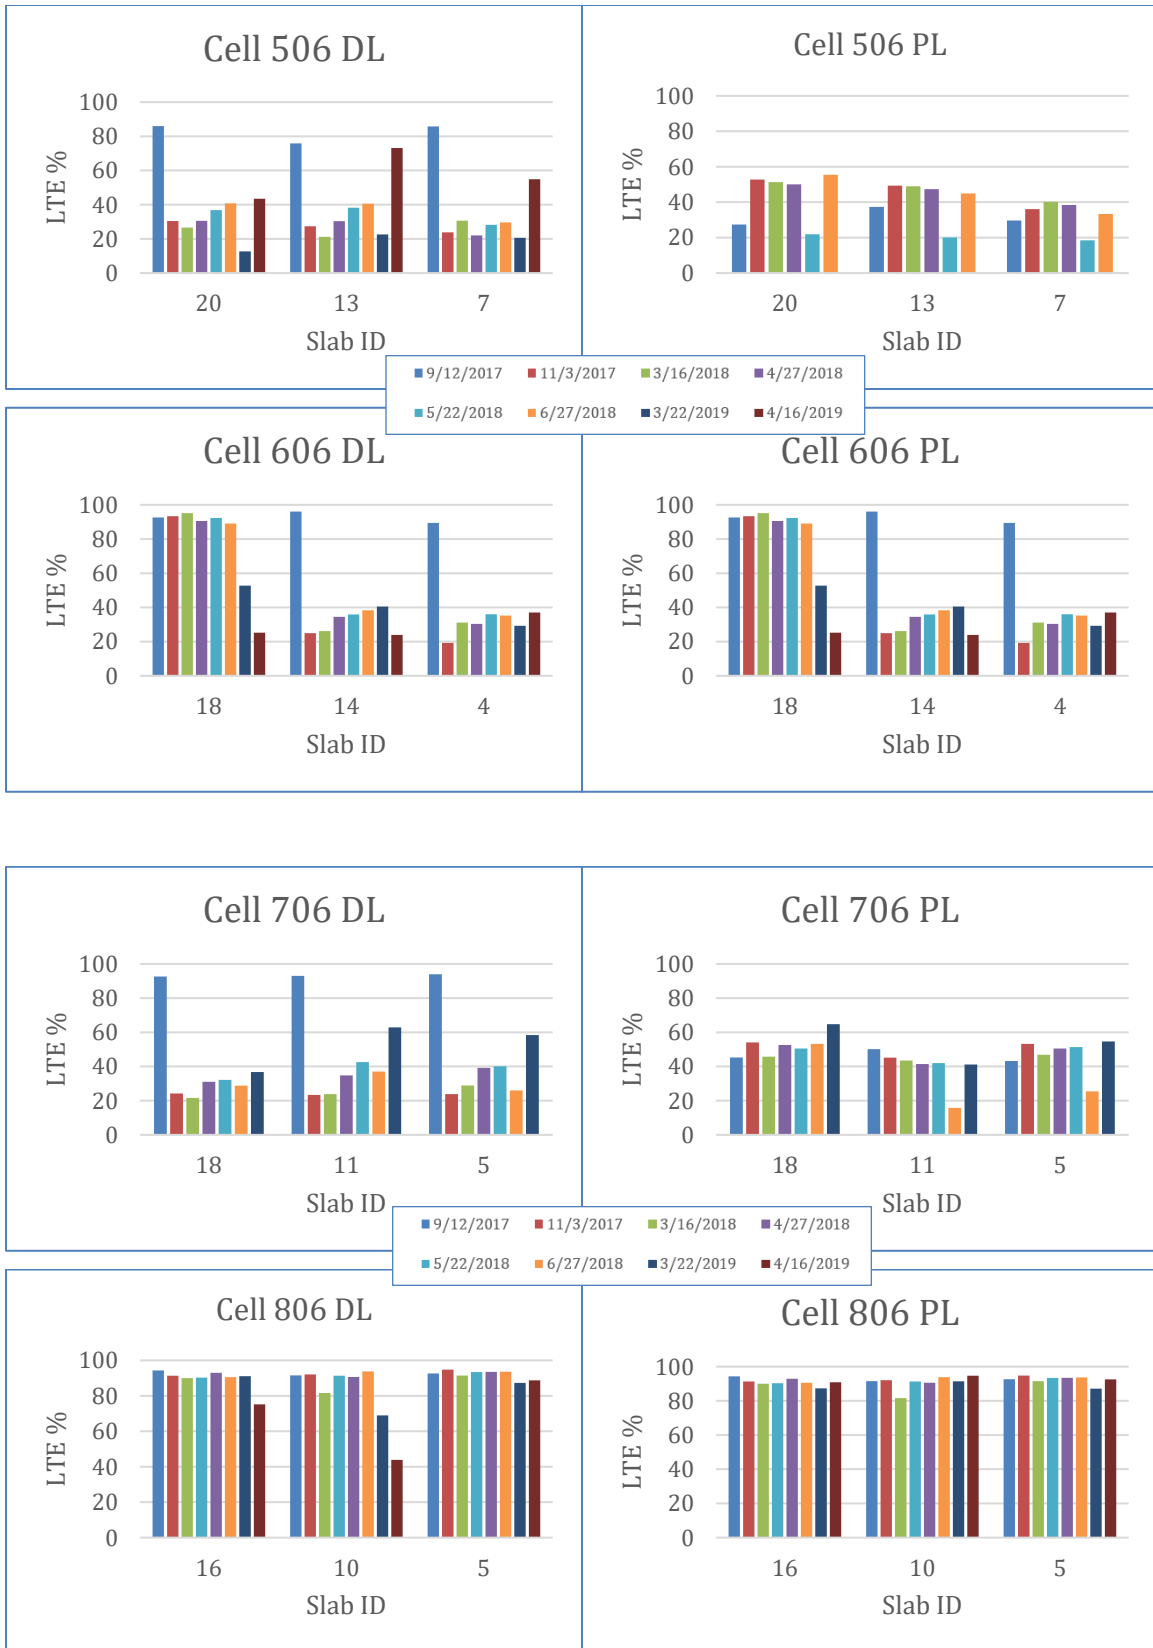 Cell 506 DL
100
80
60
40
20
0
LTE %
20 13 7
Slab ID
Cell 506 PL
100
80
60
40
20
0
LTE %
20 13 7
Slab ID
9/12/2017 11/3/2017 3/16/2018 4/27/2018
5/22/2018 6/27/2018 3/22/2019 4/16/2019
Cell 606 DL
100
80
60
40
20
0
LTE %
18 14 4
Slab ID
Cell 606 PL
100
80
60
40
20
0
LTE %
18 14 4
Slab ID
Cell 706 DL
100
80
60
40
20
0
LTE %
18 11 5
Slab ID
Cell 706 PL
100
80
60
40
20
0
LTE %
18 11 5
Slab ID
9/12/2017 11/3/2017 3/16/2018 4/27/2018
5/22/2018 6/27/2018 3/22/2019 4/16/2019
Cell 806 DL
100
80
60
40
20
0
LTE %
16 10 5
Slab ID
Cell 806 PL
100
80
60
40
20
0
LTE %
16 10 5
Slab ID